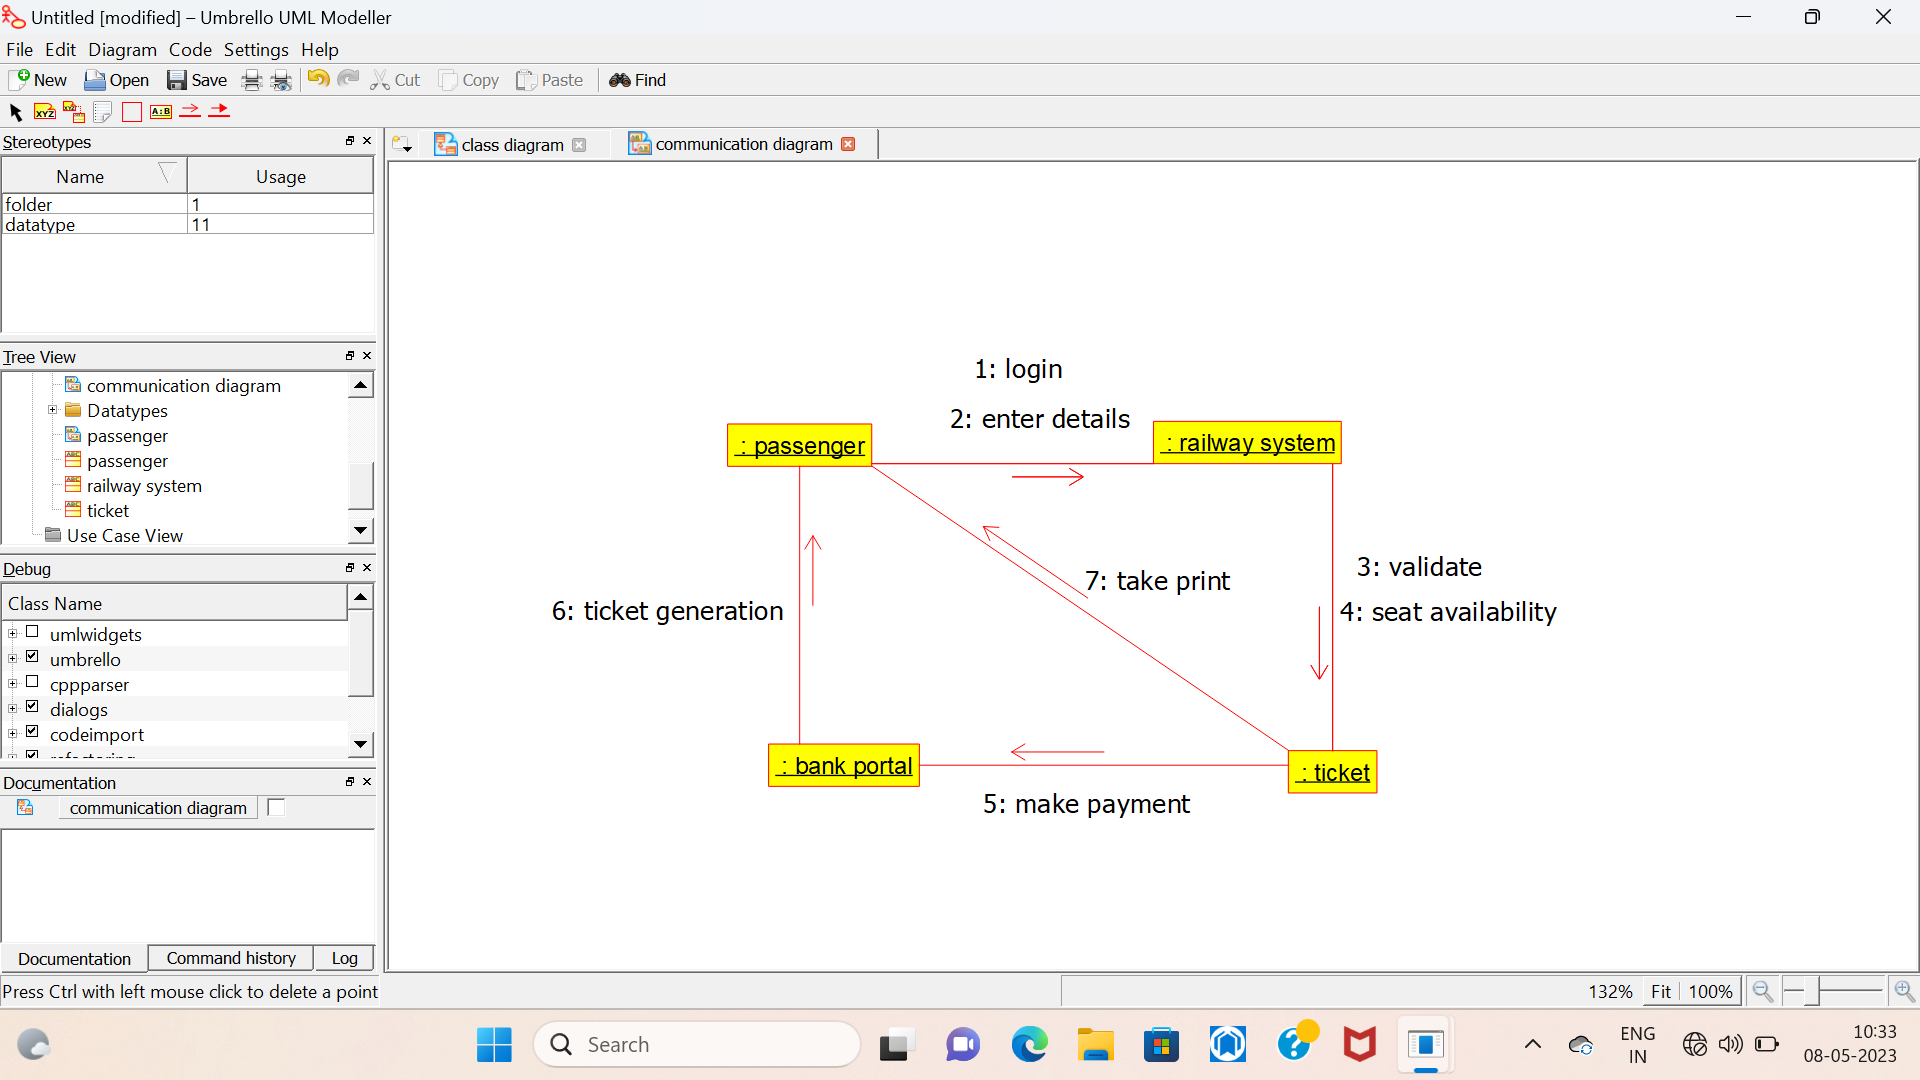 Untitled [modified] – Umbrello UML Modeller
File Edit Diagram Code Settings Help
New Open Save Cut Copy Paste Find
XYZ XYZ A:B
Stereotypes
class diagram communication diagram
Name Usage
folder 1
datatype 11
Tree View
communication diagram
Datatypes
passenger
passenger
railway system
ticket
Use Case View
Debug
Class Name
umlwidgets
umbrello
cppparser
dialogs
codeimport
refactoring
Documentation
communication diagram
Documentation Command history Log
Press Ctrl with left mouse click to delete a point
1: login
2: enter details
: passenger
: railway system
3: validate
7: take print
6: ticket generation
4: seat availability
: bank portal
: ticket
5: make payment
132% Fit 100%
Search
ENG
IN
10:33
08-05-2023